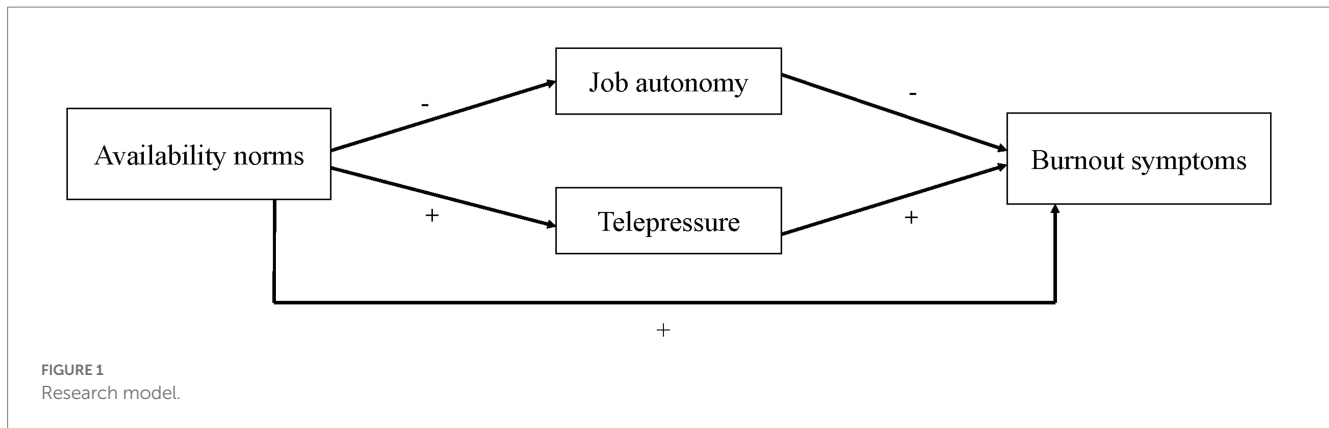 Job autonomy
-
-
Availability norms
Burnout symptoms
+
Telepressure
+
+
FIGURE 1
Research model.